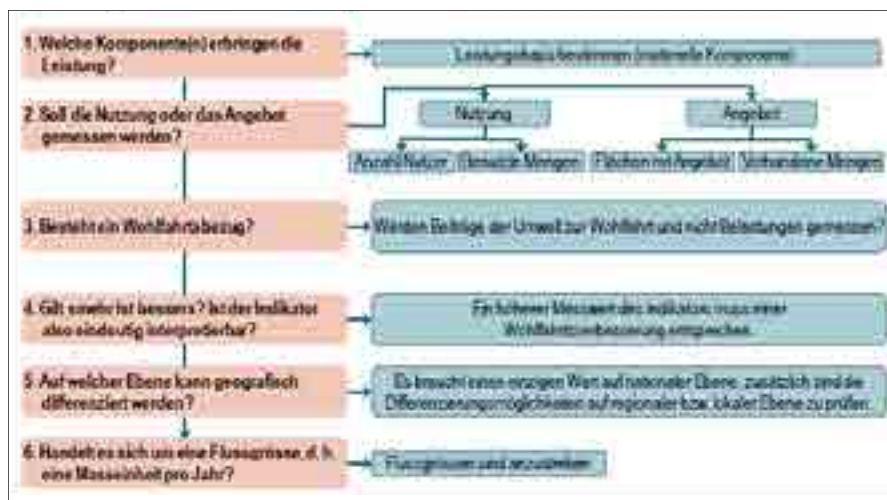 1. Welche Komponente(n) erbringen die
Leistung?
Leistungsbasis bestimmen (materielle Komponente)
2. Soll die Nutzung oder das Angebot
gemessen werden?
Nutzung
Angebot
Anzahl Nutzer
Genutzte Mengen
Flächen mit Angebot
Vorhandene Mengen
3. Besteht ein Wohlfahrtsbezug?
Werden Beiträge der Umwelt zur Wohlfahrt und nicht Belastungen gemessen?
4. Gilt «mehr ist besser»? Ist der Indikator
also eindeutig interpretierbar?
Ein höherer Messwert des Indikators muss einer
Wohlfahrtsverbesserung entsprechen.
5. Auf welcher Ebene kann geografisch
differenziert werden?
Es braucht einen einzigen Wert auf nationaler Ebene, zusätzlich sind die
Differenzierungsmöglichkeiten auf regionaler bzw. lokaler Ebene zu prüfen.
6. Handelt es sich um eine Flussgrösse, d. h.
eine Masseinheit pro Jahr?
Flussgrössen sind anzustreben